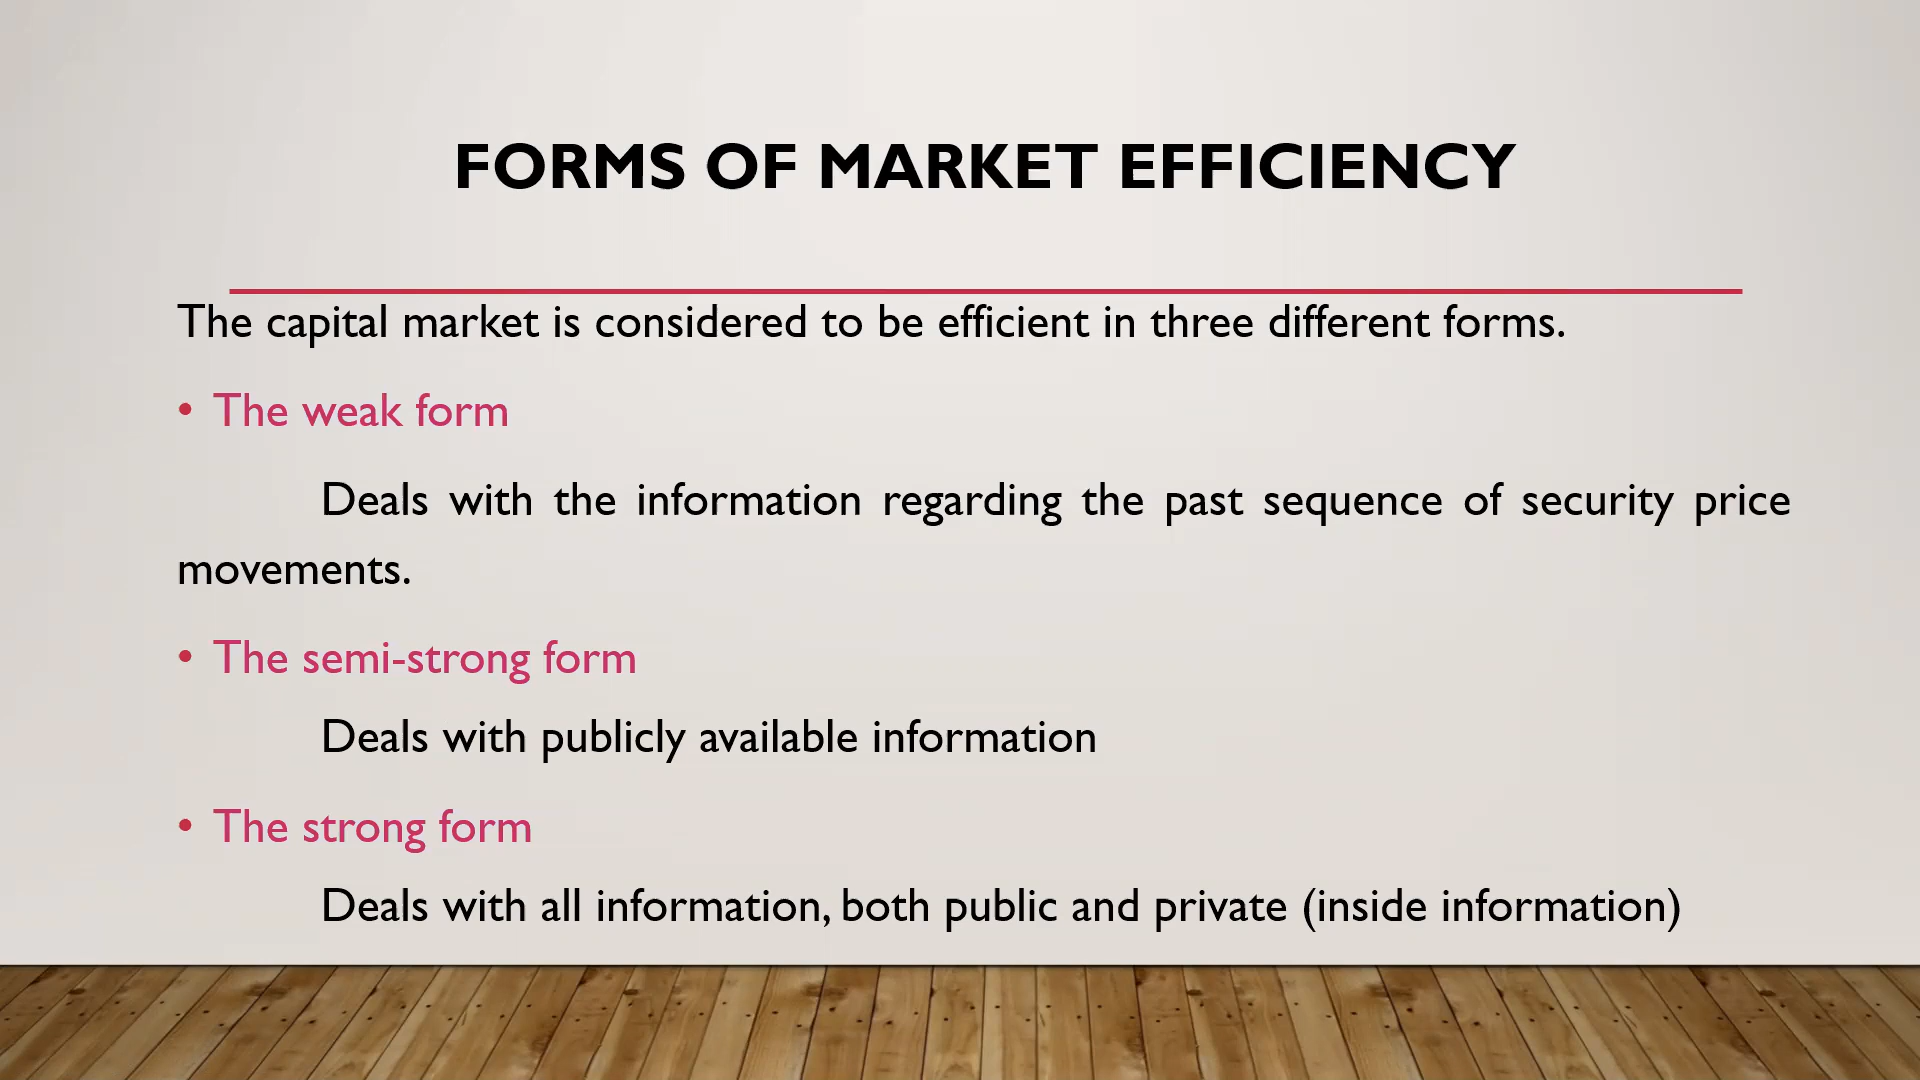 FORMS OF MARKET EFFICIENCY
The capital market is considered to be efficient in three different forms.
• The weak form
Deals with the information regarding the past sequence of security price
movements.
• The semi-strong form
Deals with publicly available information
• The strong form
Deals with all information, both public and private (inside information)